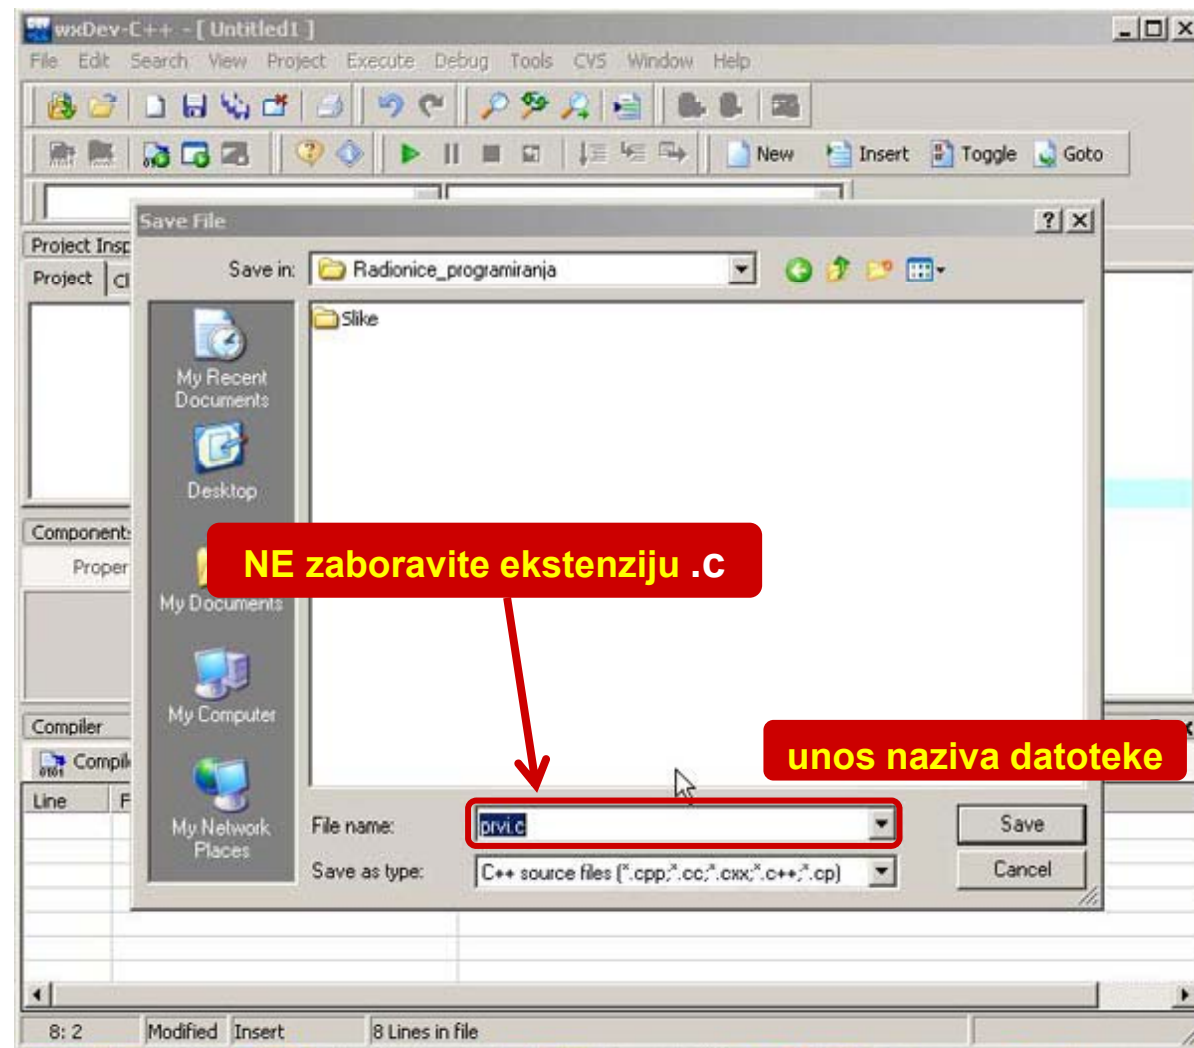 wxDev-C++ - [ Untitled1 ]
File Edit Search View Project Execute Debug Tools CVS Window Help
New Insert Toggle Goto
Save File
Project Insp
Project Cl
Save in: Radionice_programiranja
Slike
My Recent
Documents
Desktop
Components
Proper
NE zaboravite ekstenziju .c
My Documents
My Computer
Compiler
unos naziva datoteke
Compil
Line F
My Network
Places
File name: prvi.c Save
Save as type: C++ source files (*.cpp;*.cc;*.cxx;*.c++;*.cp) Cancel
8: 2 Modified Insert 8 Lines in file